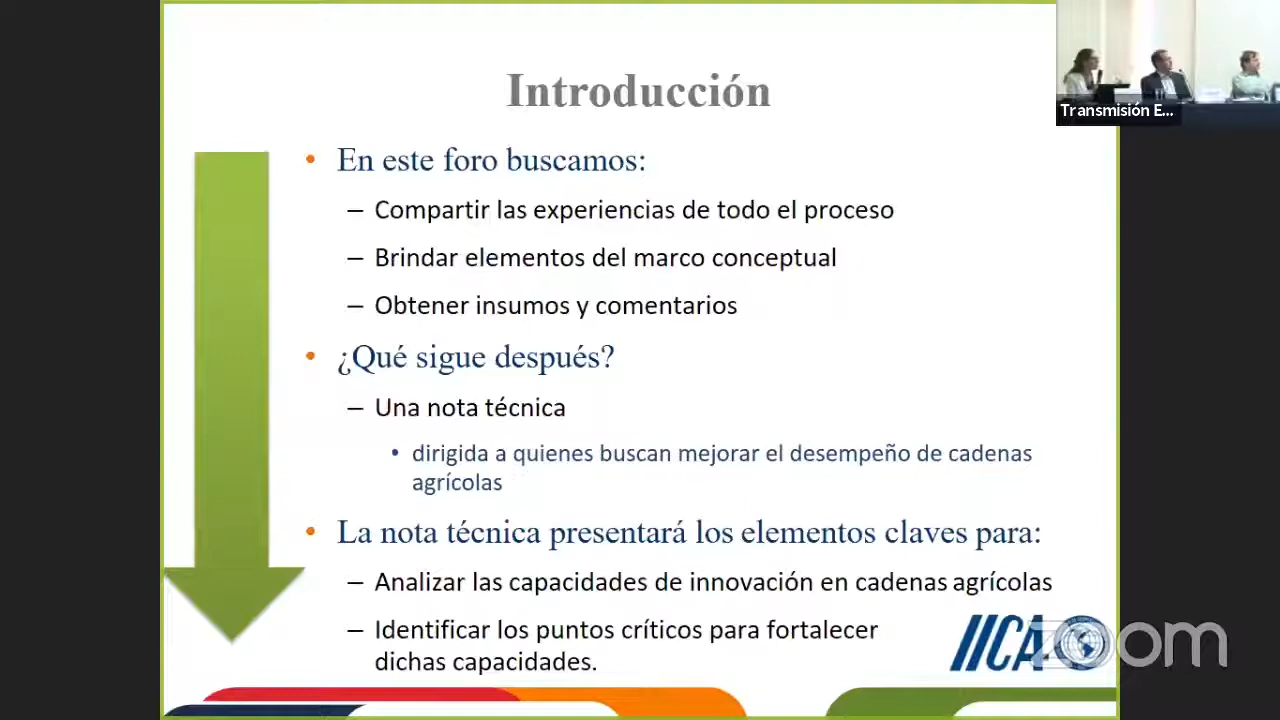 Transmisión E...
Introducción
• En este foro buscamos:
– Compartir las experiencias de todo el proceso
– Brindar elementos del marco conceptual
– Obtener insumos y comentarios
• ¿Qué sigue después?
– Una nota técnica
• dirigida a quienes buscan mejorar el desempeño de cadenas
agrícolas
• La nota técnica presentará los elementos claves para:
– Analizar las capacidades de innovación en cadenas agrícolas
– Identificar los puntos críticos para fortalecer
dichas capacidades.
IICA
zoom